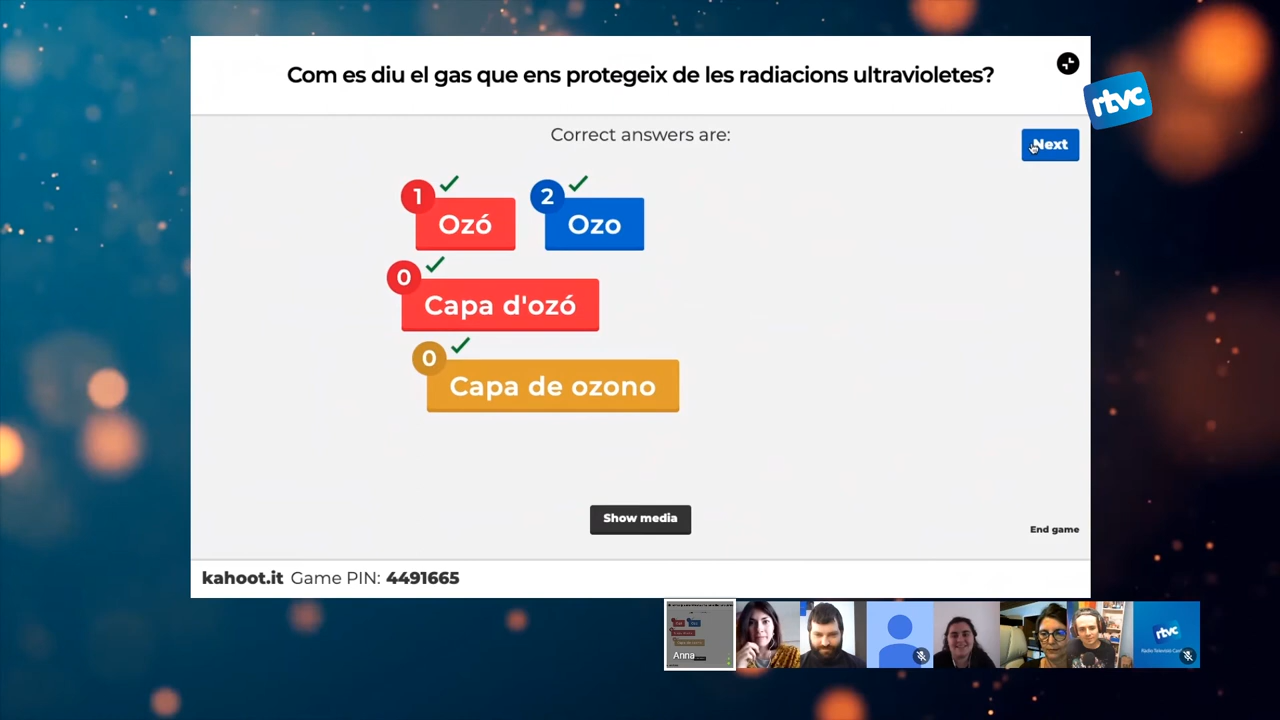 Com es diu el gas que ens protegeix de les radiacions ultravioletes?
rtvc
Correct answers are:
Next
1
Ozó
2
Ozo
0
Capa d'ozó
0
Capa de ozono
Show media
End game
kahoot.it Game PIN: 4491665
Anna
rtvc